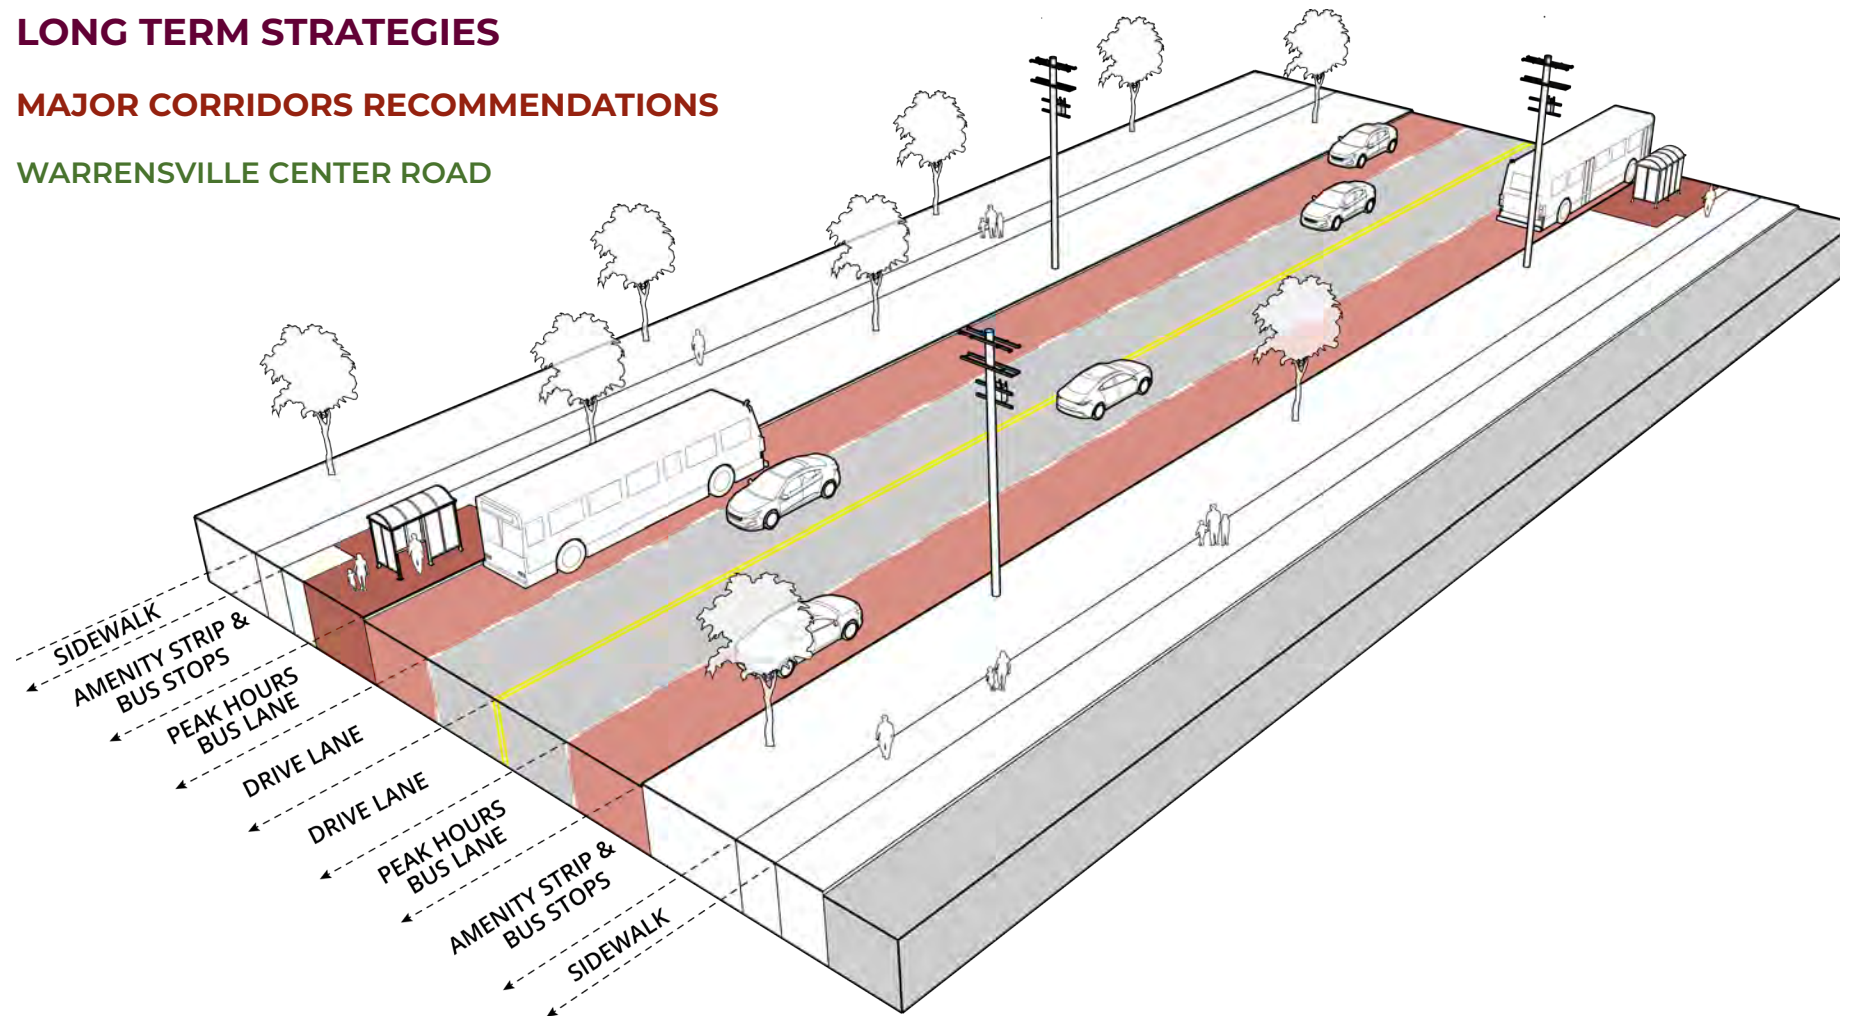 LONG TERM STRATEGIES
MAJOR CORRIDORS RECOMMENDATIONS
WARRENSVILLE CENTER ROAD
SIDEWALK
AMENITY STRIP &
BUS STOPS
PEAK HOURS
BUS LANE
DRIVE LANE
DRIVE LANE
PEAK HOURS
BUS LANE
AMENITY STRIP &
BUS STOPS
SIDEWALK